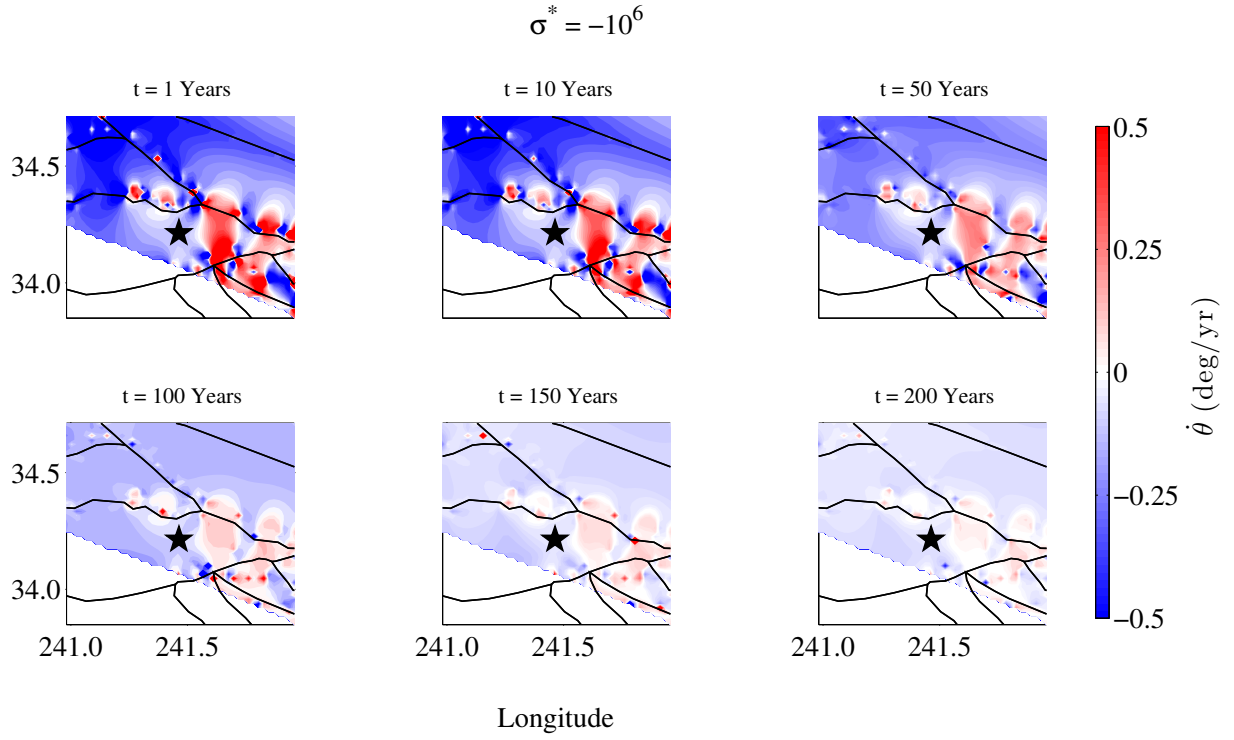 σ* = −10⁶
t = 1 Years
t = 10 Years
t = 50 Years
34.5
34.0
t = 100 Years
t = 150 Years
t = 200 Years
34.5
34.0
241.0 241.5
241.0 241.5
241.0 241.5
Longitude
0.5
0.25
0
−0.25
−0.5
θ̇ (deg/yr)